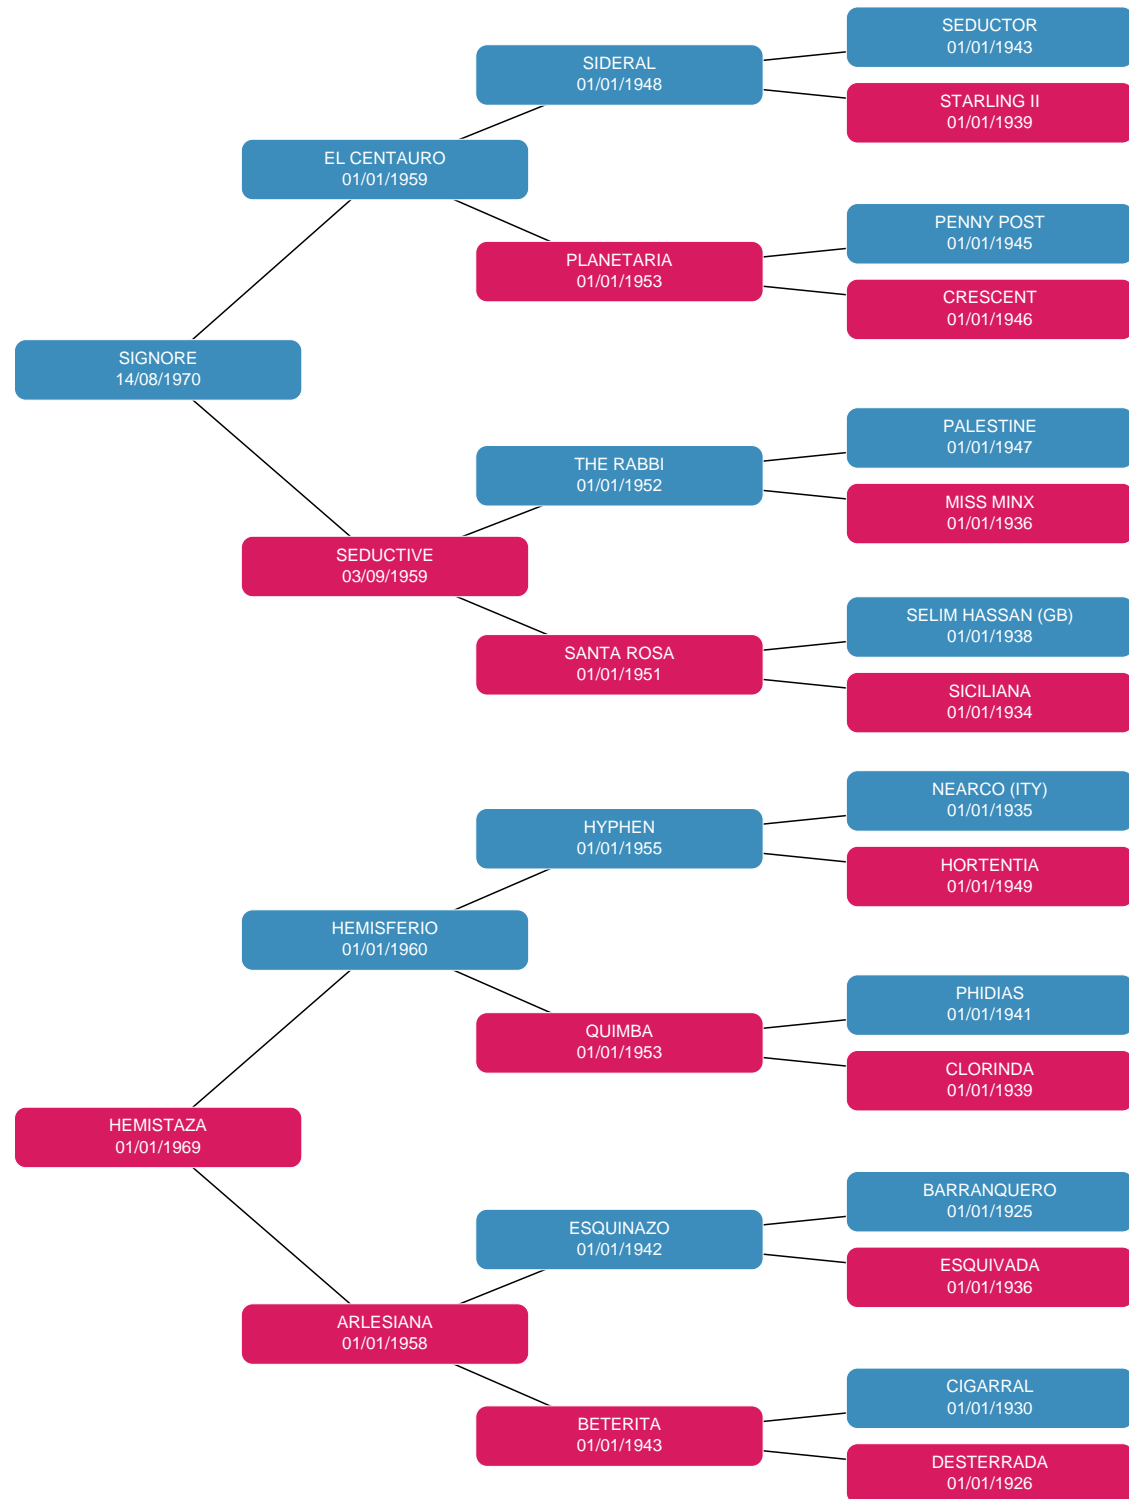 SEDUCTOR
01/01/1943
SIDERAL
01/01/1948
STARLING II
01/01/1939
EL CENTAURO
01/01/1959
PENNY POST
01/01/1945
PLANETARIA
01/01/1953
CRESCENT
01/01/1946
SIGNORE
14/08/1970
PALESTINE
01/01/1947
THE RABBI
01/01/1952
MISS MINX
01/01/1936
SEDUCTIVE
03/09/1959
SELIM HASSAN (GB)
01/01/1938
SANTA ROSA
01/01/1951
SICILIANA
01/01/1934
NEARCO (ITY)
01/01/1935
HYPHEN
01/01/1955
HORTENTIA
01/01/1949
HEMISFERIO
01/01/1960
PHIDIAS
01/01/1941
QUIMBA
01/01/1953
CLORINDA
01/01/1939
HEMISTAZA
01/01/1969
BARRANQUERO
01/01/1925
ESQUINAZO
01/01/1942
ESQUIVADA
01/01/1936
ARLESIANA
01/01/1958
CIGARRAL
01/01/1930
BETERITA
01/01/1943
DESTERRADA
01/01/1926